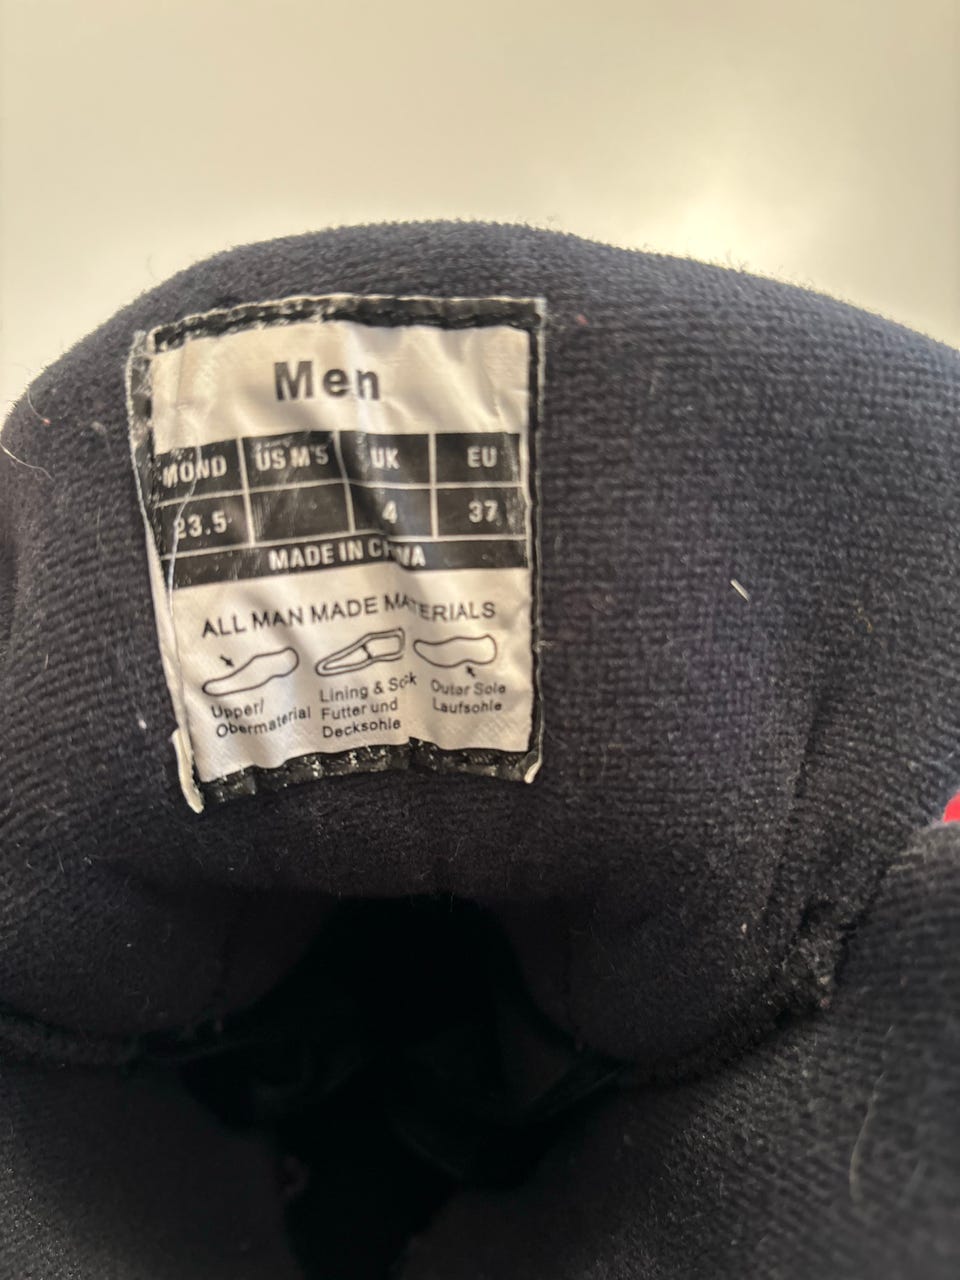 Men
MOND US M'S UK EU
23.5 4 37
MADE IN CHINA
ALL MAN MADE MATERIALS
Upper/
Obermaterial
Lining & Sock
Futter und
Decksohle
Outer Sole
Laufsohle